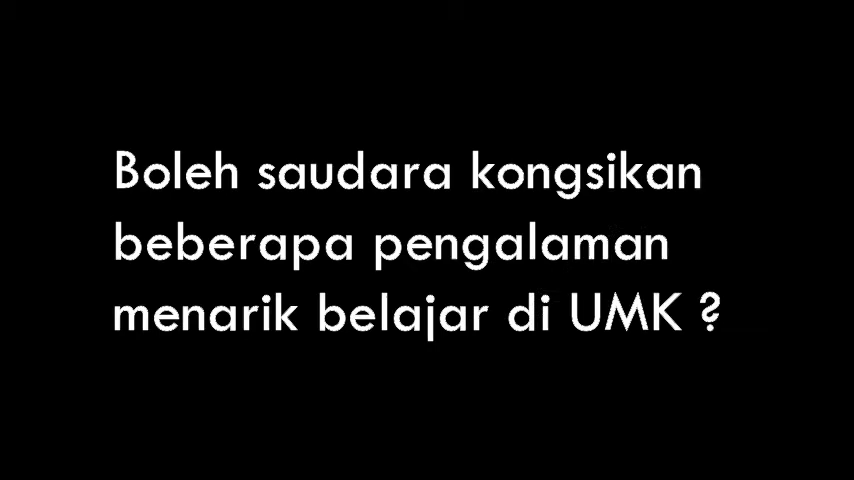 Boleh saudara kongsikan
beberapa pengalaman
menarik belajar di UMK ?